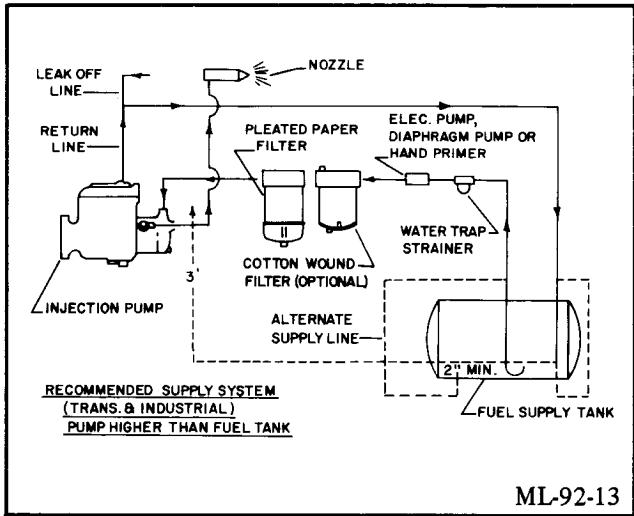 LEAK OFF
LINE
NOZZLE
RETURN
LINE
PLEATED PAPER
FILTER
ELEC. PUMP,
DIAPHRAGM PUMP OR
HAND PRIMER
WATER TRAP
STRAINER
COTTON WOUND
FILTER (OPTIONAL)
3'
INJECTION PUMP
ALTERNATE
SUPPLY LINE
2" MIN.
FUEL SUPPLY TANK
RECOMMENDED SUPPLY SYSTEM
(TRANS. & INDUSTRIAL)
PUMP HIGHER THAN FUEL TANK
ML-92-13